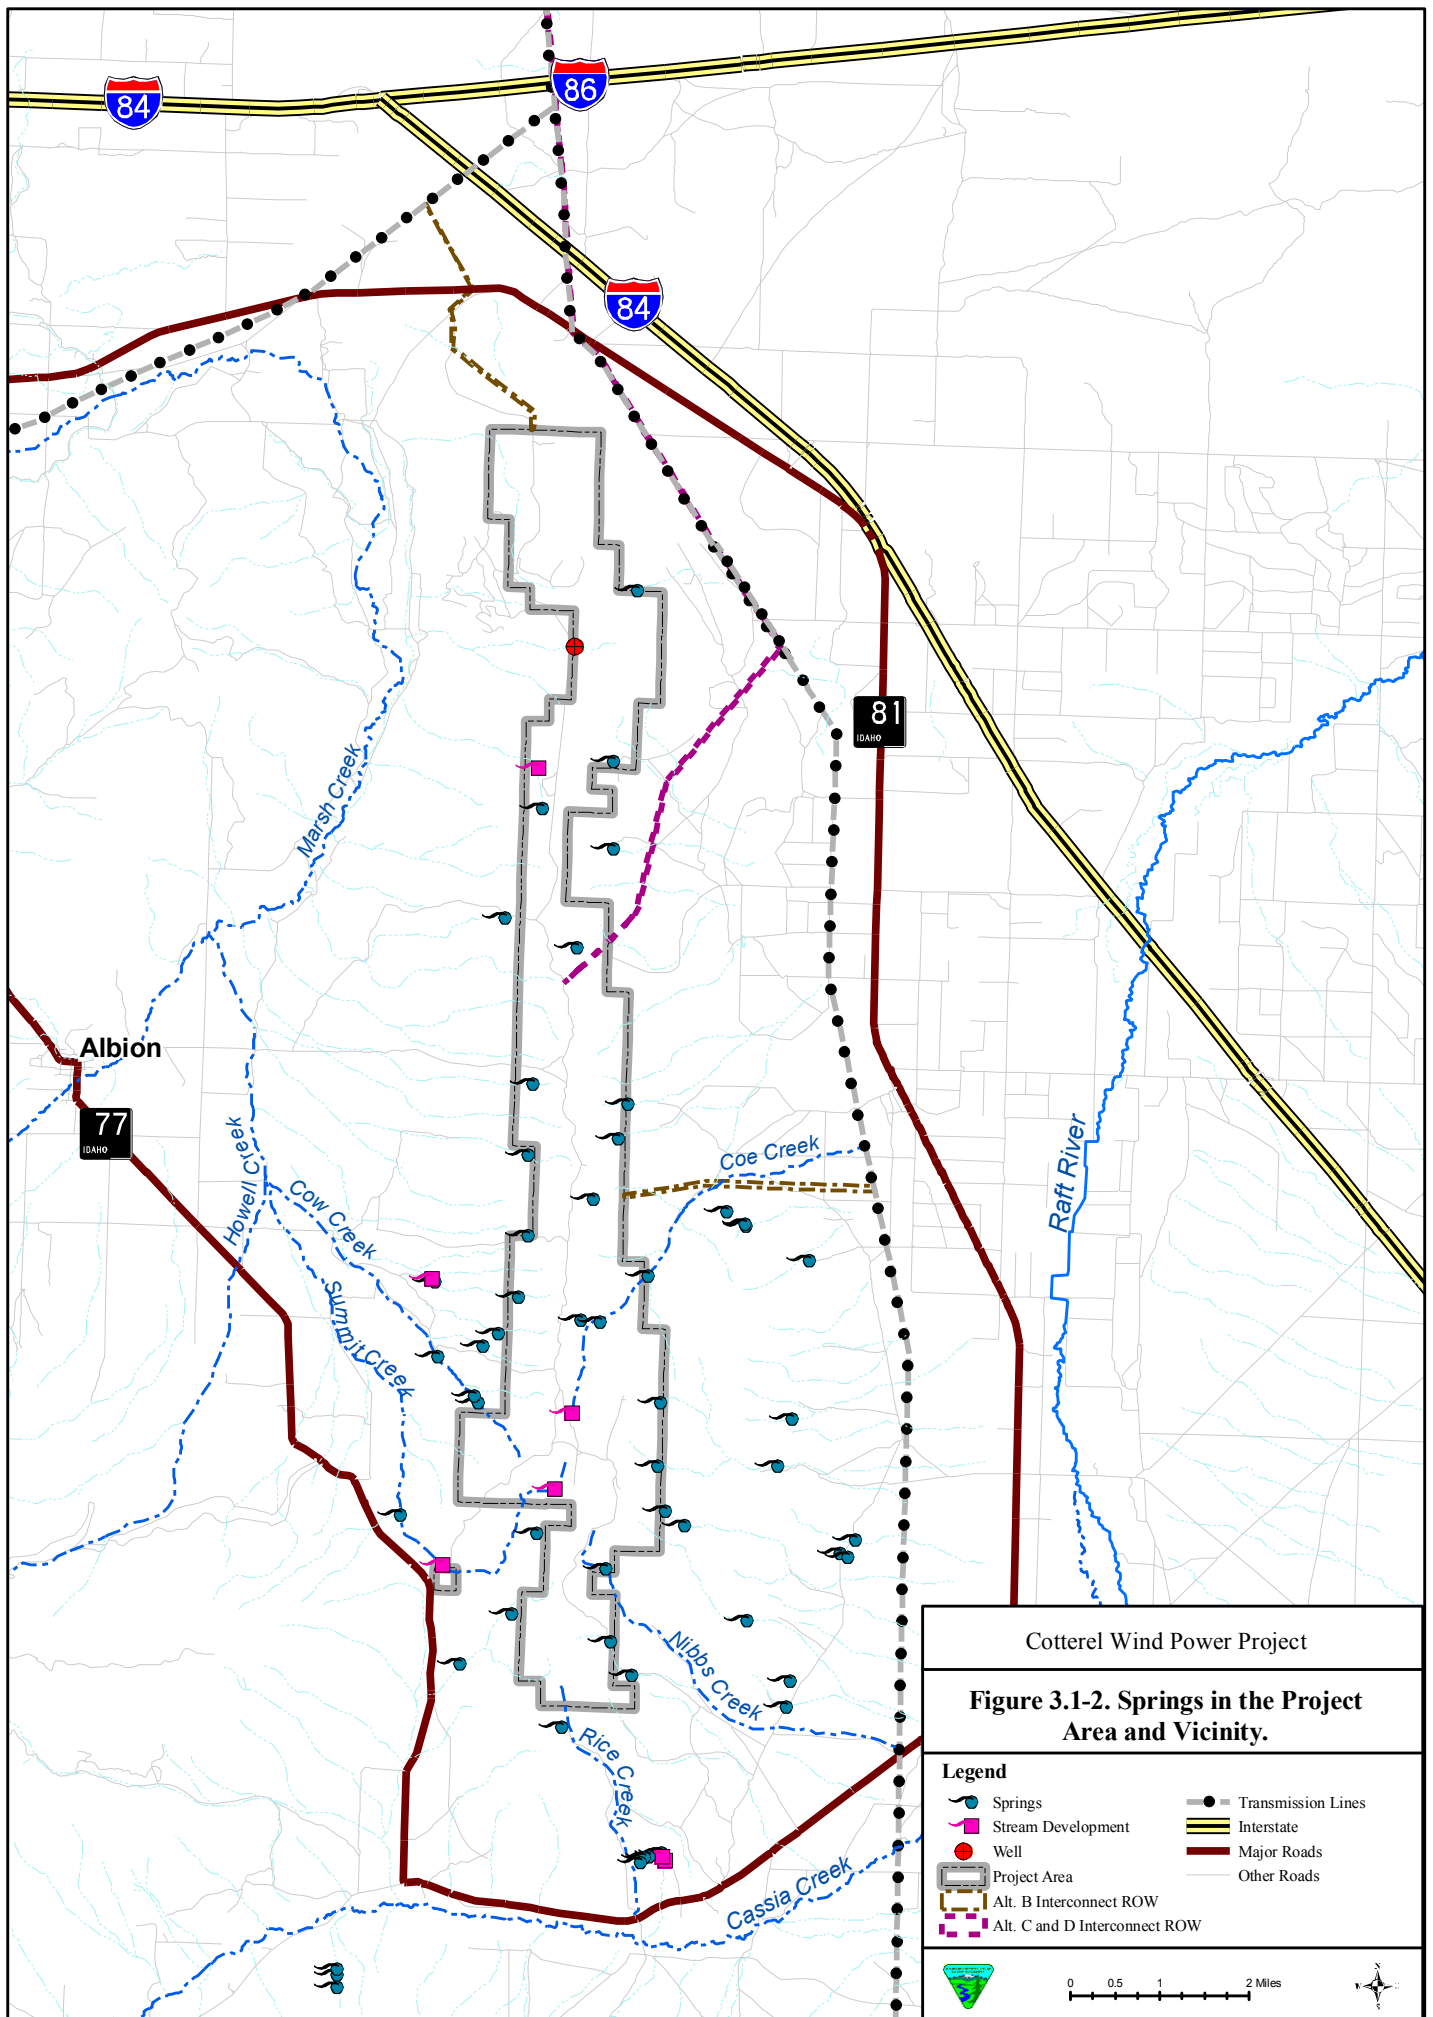 86
84
84
81
IDAHO
Marsh Creek
Albion
77
IDAHO
Howell Creek
Cow Creek
Summit Creek
Coe Creek
Raft River
Nibbs Creek
Rice Creek
Cassia Creek
Cotterel Wind Power Project
Figure 3.1-2. Springs in the Project
Area and Vicinity.
Legend
Springs
Stream Development
Well
Project Area
Alt. B Interconnect ROW
Alt. C and D Interconnect ROW
Transmission Lines
Interstate
Major Roads
Other Roads
0 0.5 1 2 Miles
N
W
S